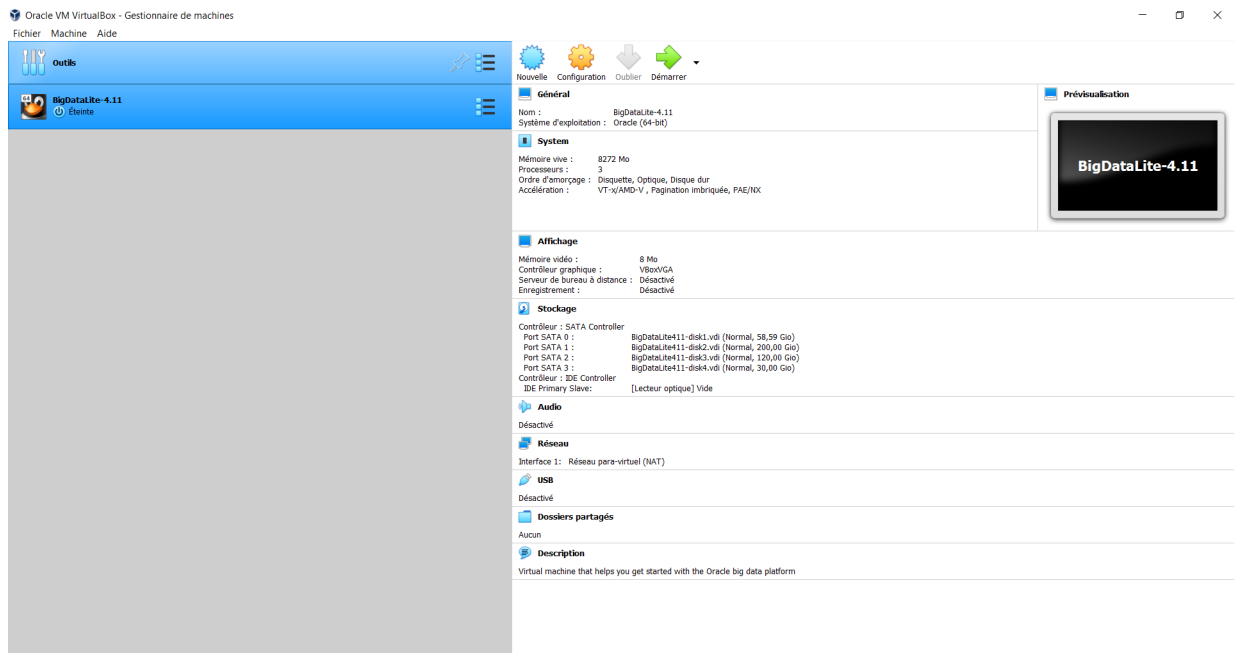 Oracle VM VirtualBox - Gestionnaire de machines
Fichier Machine Aide
Outils
64
BigDataLite-4.11
Éteinte
Nouvelle Configuration Oublier Démarrer
Général
Nom : BigDataLite-4.11
Système d'exploitation : Oracle (64-bit)
Prévisualisation
BigDataLite-4.11
System
Mémoire vive : 8272 Mo
Processeurs : 3
Ordre d'amorçage : Disquette, Optique, Disque dur
Accélération : VT-x/AMD-V , Pagination imbriquée, PAE/NX
Affichage
Mémoire vidéo : 8 Mo
Contrôleur graphique : VBoxVGA
Serveur de bureau à distance : Désactivé
Enregistrement : Désactivé
Stockage
Contrôleur : SATA Controller
Port SATA 0 : BigDataLite411-disk1.vdi (Normal, 58,59 Gio)
Port SATA 1 : BigDataLite411-disk2.vdi (Normal, 200,00 Gio)
Port SATA 2 : BigDataLite411-disk3.vdi (Normal, 120,00 Gio)
Port SATA 3 : BigDataLite411-disk4.vdi (Normal, 30,00 Gio)
Contrôleur : IDE Controller
IDE Primary Slave: [Lecteur optique] Vide
Audio
Désactivé
Réseau
Interface 1: Réseau para-virtuel (NAT)
USB
Désactivé
Dossiers partagés
Aucun
Description
Virtual machine that helps you get started with the Oracle big data platform